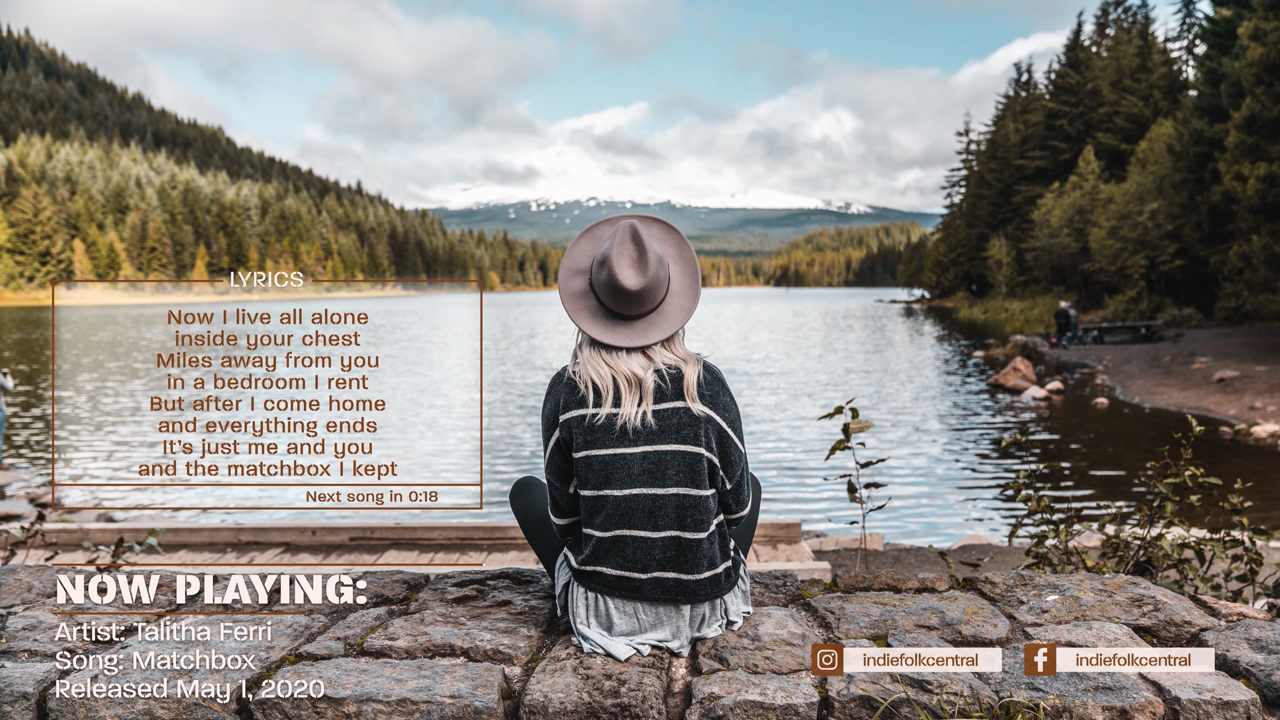 LYRICS
Now I live all alone
inside your chest
Miles away from you
in a bedroom I rent
But after I come home
and everything ends
It's just me and you
and the matchbox I kept
Next song in 0:18
NOW PLAYING:
Artist: Talitha Ferri
Song: Matchbox
Released May 1, 2020
indiefolkcentral
indiefolkcentral